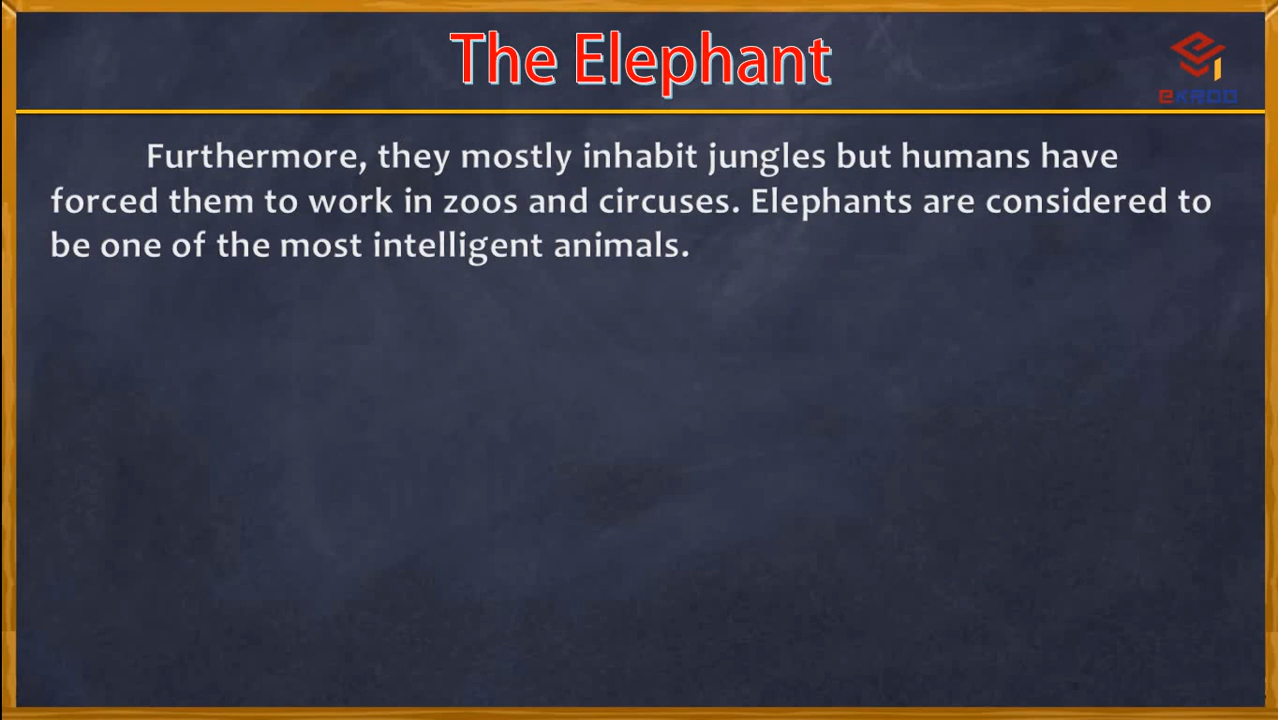 The Elephant
eKADO
Furthermore, they mostly inhabit jungles but humans have
forced them to work in zoos and circuses. Elephants are considered to
be one of the most intelligent animals.